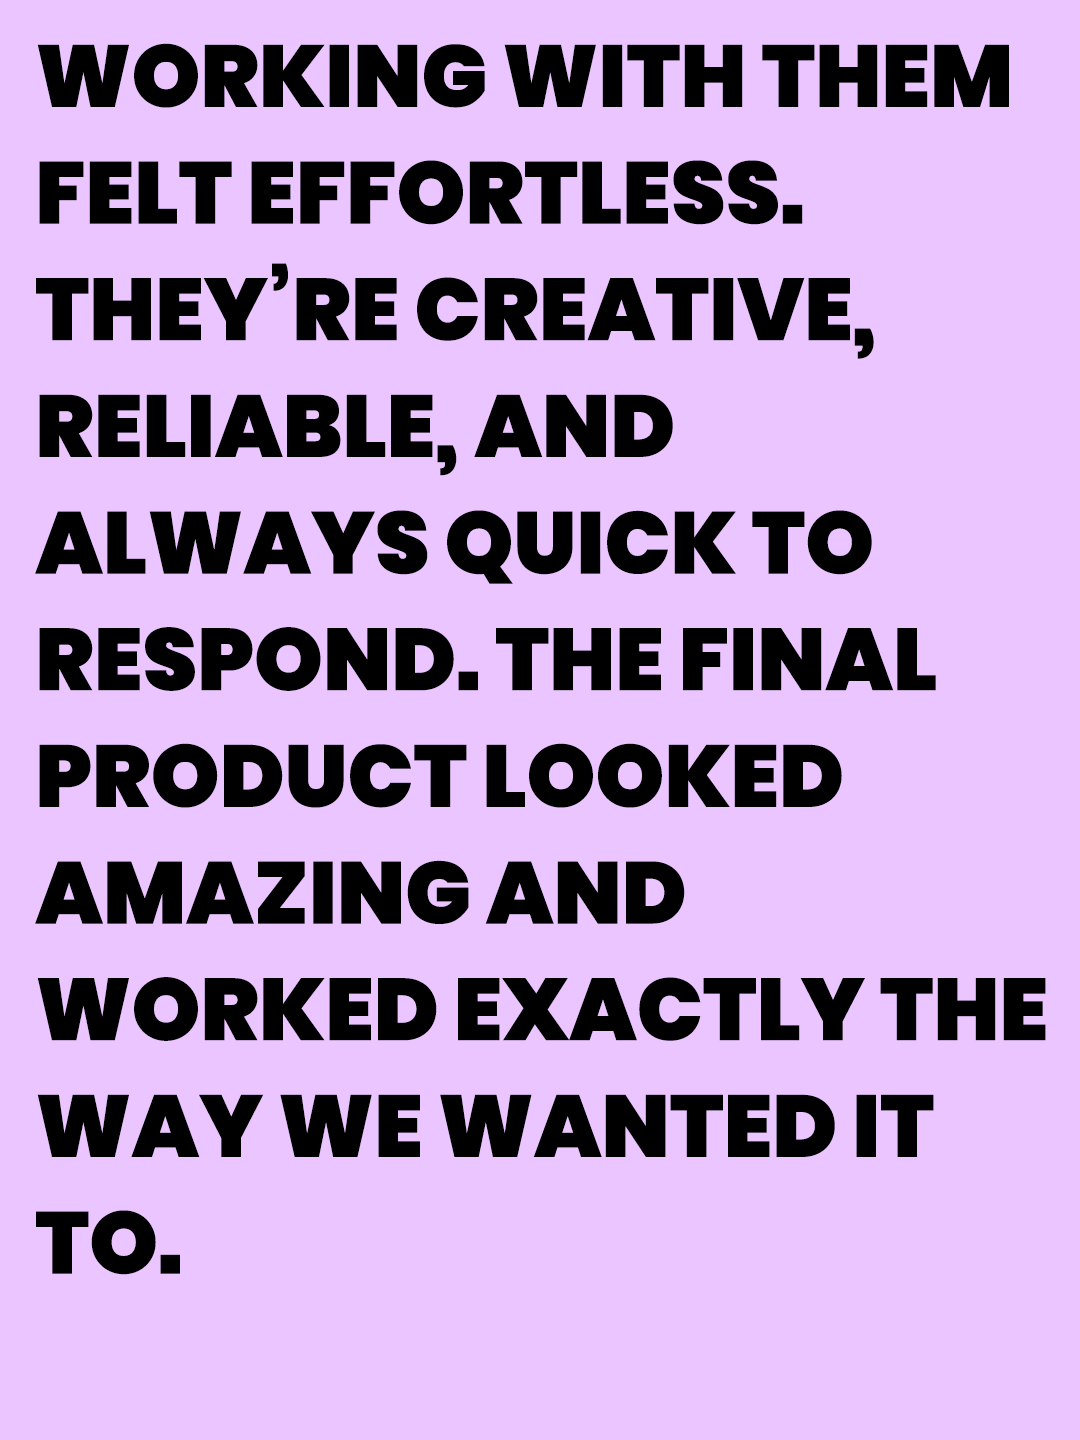 WORKING WITH THEM
FELT EFFORTLESS.
THEY’RE CREATIVE,
RELIABLE, AND
ALWAYS QUICK TO
RESPOND. THE FINAL
PRODUCT LOOKED
AMAZING AND
WORKED EXACTLY THE
WAY WE WANTED IT
TO.